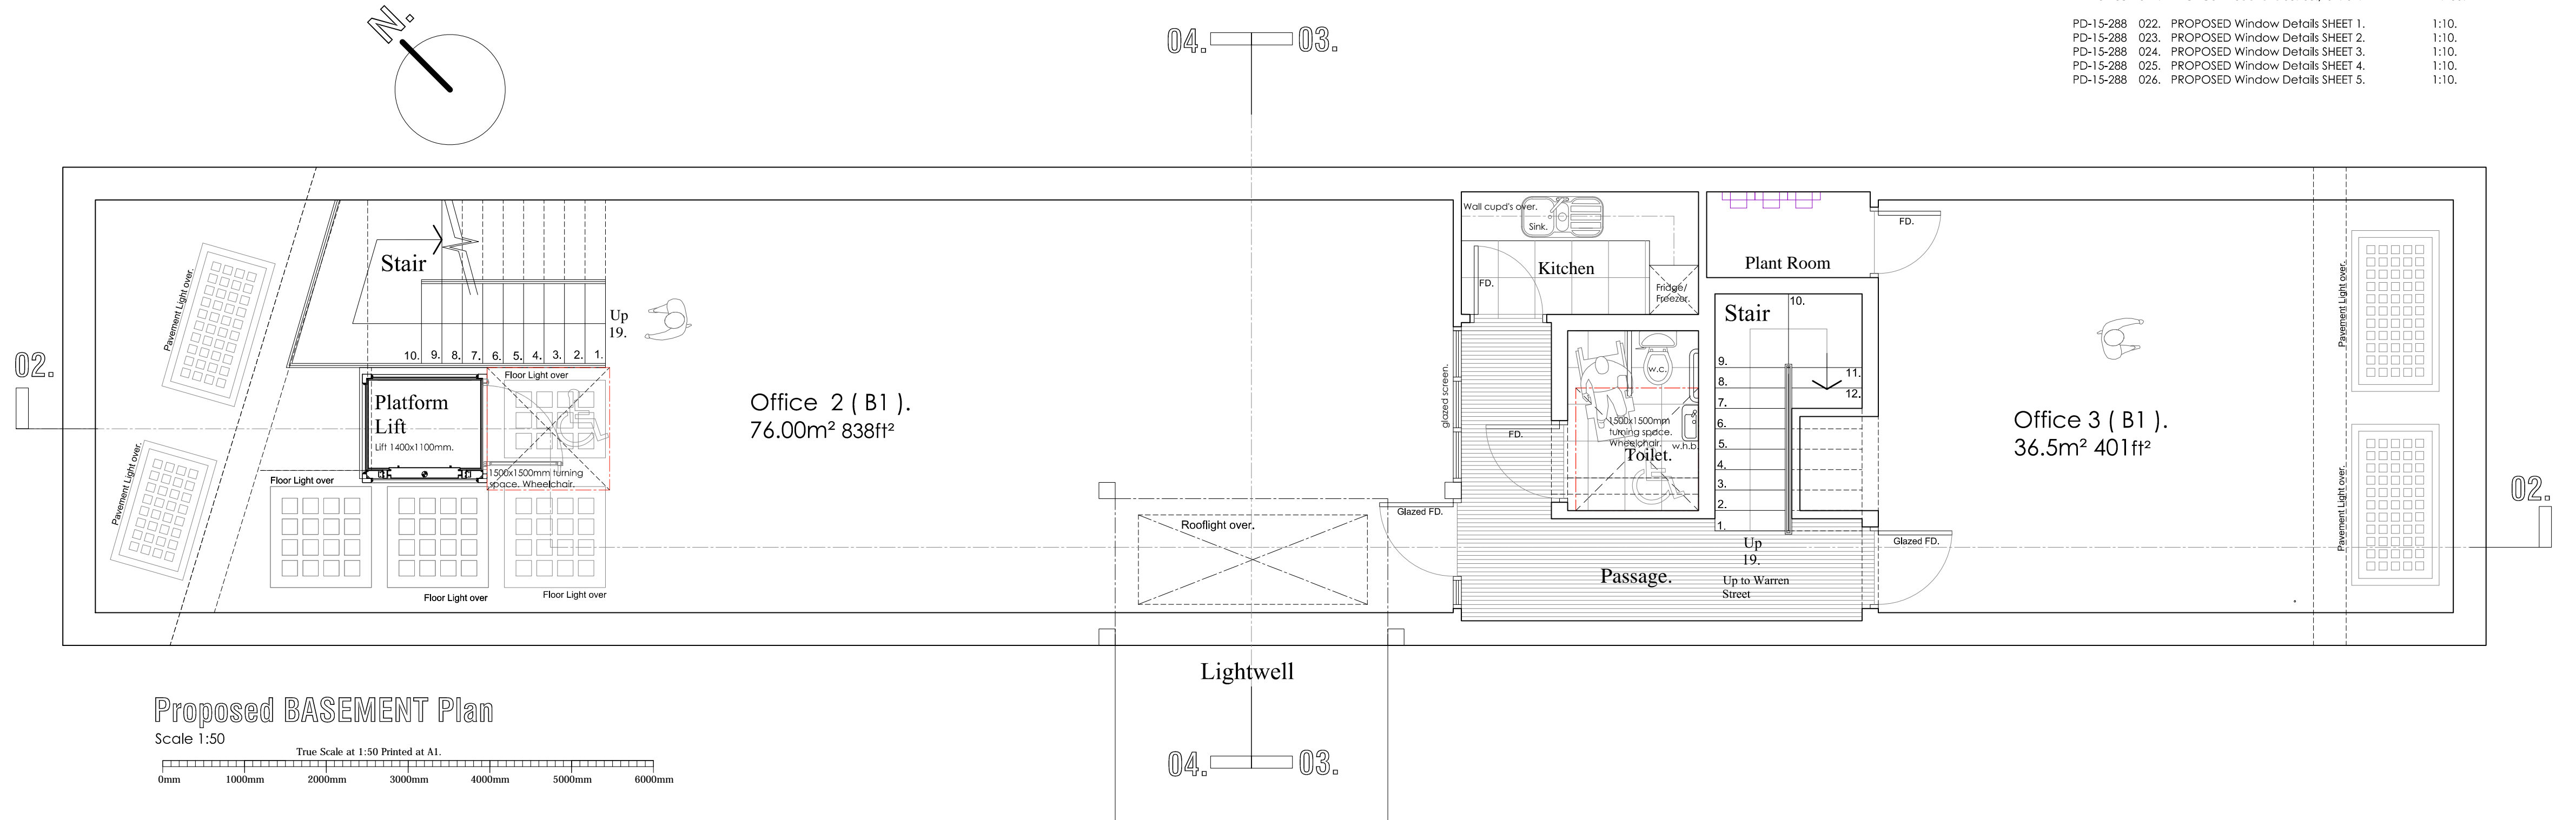 PD-15-288 022. PROPOSED Window Details SHEET 1. 1:10.
PD-15-288 023. PROPOSED Window Details SHEET 2. 1:10.
PD-15-288 024. PROPOSED Window Details SHEET 3. 1:10.
PD-15-288 025. PROPOSED Window Details SHEET 4. 1:10.
PD-15-288 026. PROPOSED Window Details SHEET 5. 1:10.
N.
04. 03.
02.
Pavement Light over.
Pavement Light over.
Stair
Up
19.
10. 9. 8. 7. 6. 5. 4. 3. 2. 1.
Platform
Lift
Lift 1400x1100mm.
Floor Light over
1500x1500mm turning
space. Wheelchair.
Floor Light over
Floor Light over
Floor Light over
Office 2 ( B1 ).
76.00m² 838ft²
Rooflight over.
Lightwell
glazed screen.
Glazed FD.
Wall cupd's over.
Sink.
Kitchen
FD.
Fridge/
Freezer.
Plant Room
FD.
w.c.
1500x1500mm
turning space.
Wheelchair.
w.h.b.
Toilet.
FD.
Stair
10.
9.
8.
7.
6.
5.
4.
3.
2.
1.
11.
12.
Up
19.
Up to Warren
Street
Passage.
Glazed FD.
Office 3 ( B1 ).
36.5m² 401ft²
Pavement Light over.
Pavement Light over.
02.
04. 03.
Proposed BASEMENT Plan
Scale 1:50
True Scale at 1:50 Printed at A1.
0mm 1000mm 2000mm 3000mm 4000mm 5000mm 6000mm